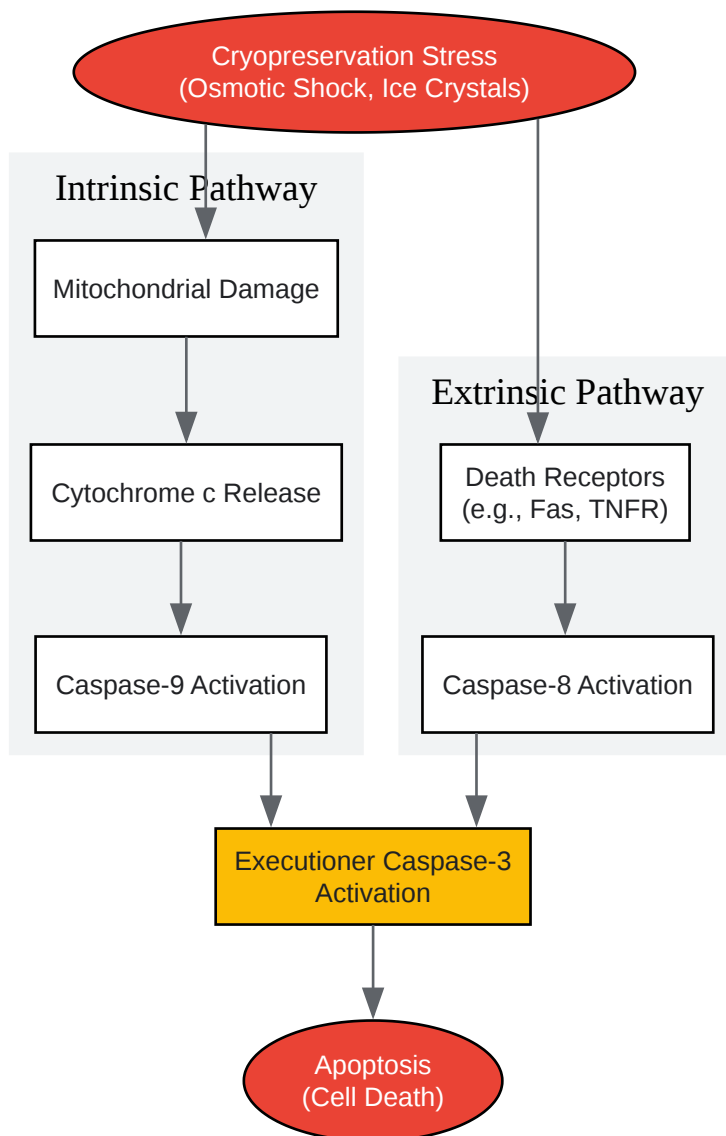 Cryopreservation Stress
(Osmotic Shock, Ice Crystals)
Intrinsic Pathway
Mitochondrial Damage
Cytochrome c Release
Caspase-9 Activation
Extrinsic Pathway
Death Receptors
(e.g., Fas, TNFR)
Caspase-8 Activation
Executioner Caspase-3
Activation
Apoptosis
(Cell Death)